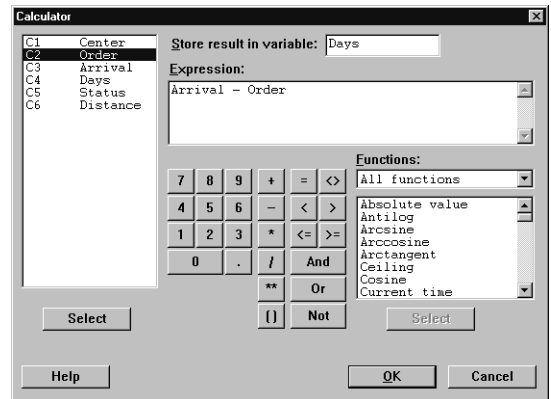 Calculator
C1 Center
C2 Order
C3 Arrival
C4 Days
C5 Status
C6 Distance
Store result in variable: Days
Expression:
Arrival - Order
Functions:
All functions
Absolute value
Antilog
Arcsine
Arccosine
Arctangent
Ceiling
Cosine
Current time
7 8 9 + = <>
4 5 6 - < >
1 2 3 * <= >=
0 . / And
** Or
() Not
Select
Select
Help
OK
Cancel